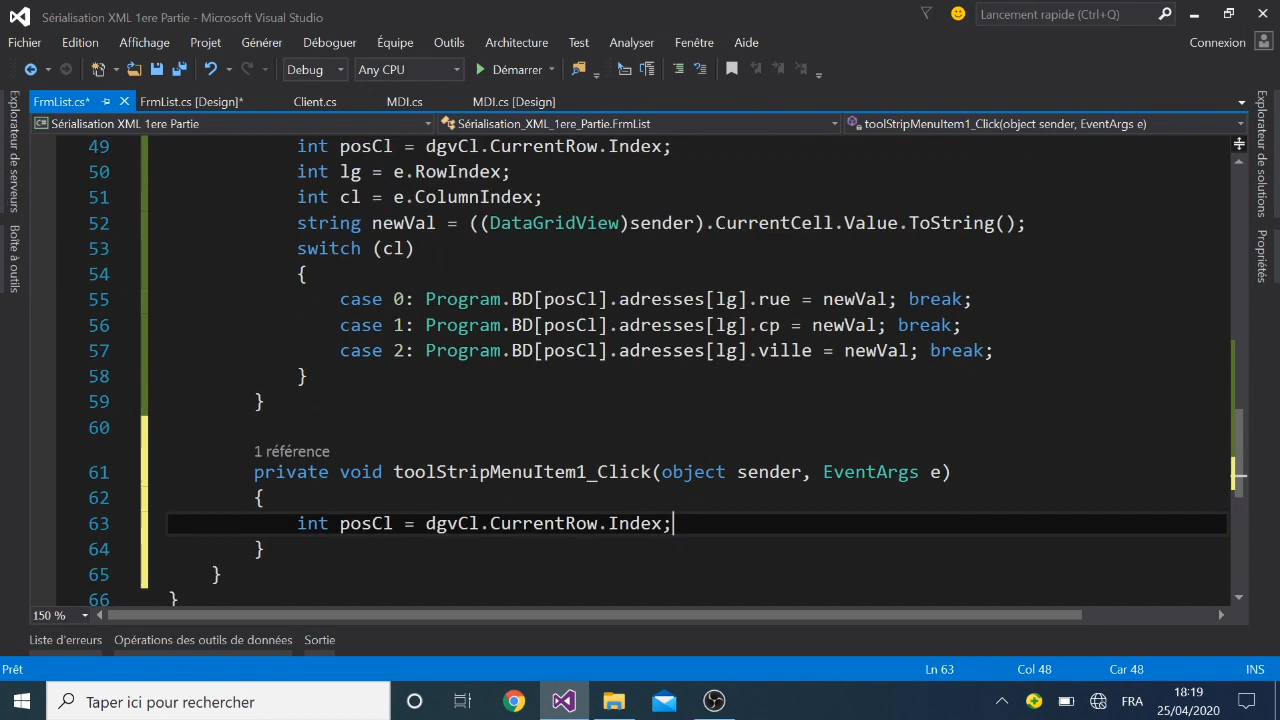 Sérialisation XML 1ere Partie - Microsoft Visual Studio
Lancement rapide (Ctrl+Q)
Fichier Edition Affichage Projet Générer Déboguer Équipe Outils Architecture Test Analyser Fenêtre Aide Connexion
Debug Any CPU Démarrer
FrmList.cs* FrmList.cs [Design]* Client.cs MDI.cs MDI.cs [Design]
Sérialisation XML 1ere Partie Sérialisation_XML_1ere_Partie.FrmList toolStripMenuItem1_Click(object sender, EventArgs e)
Explorateur de serveurs
Boîte à outils
49 int posCl = dgvCl.CurrentRow.Index;
50 int lg = e.RowIndex;
51 int cl = e.ColumnIndex;
52 string newVal = ((DataGridView)sender).CurrentCell.Value.ToString();
53 switch (cl)
54 {
55 case 0: Program.BD[posCl].adresses[lg].rue = newVal; break;
56 case 1: Program.BD[posCl].adresses[lg].cp = newVal; break;
57 case 2: Program.BD[posCl].adresses[lg].ville = newVal; break;
58 }
59 }
60
1 référence
61 private void toolStripMenuItem1_Click(object sender, EventArgs e)
62 {
63 int posCl = dgvCl.CurrentRow.Index;
64 }
65 }
66 }
Explorateur de solutions
Propriétés
150 %
Liste d'erreurs Opérations des outils de données Sortie
Prêt Ln 63 Col 48 Car 48 INS
Taper ici pour rechercher
FRA
18:19
25/04/2020